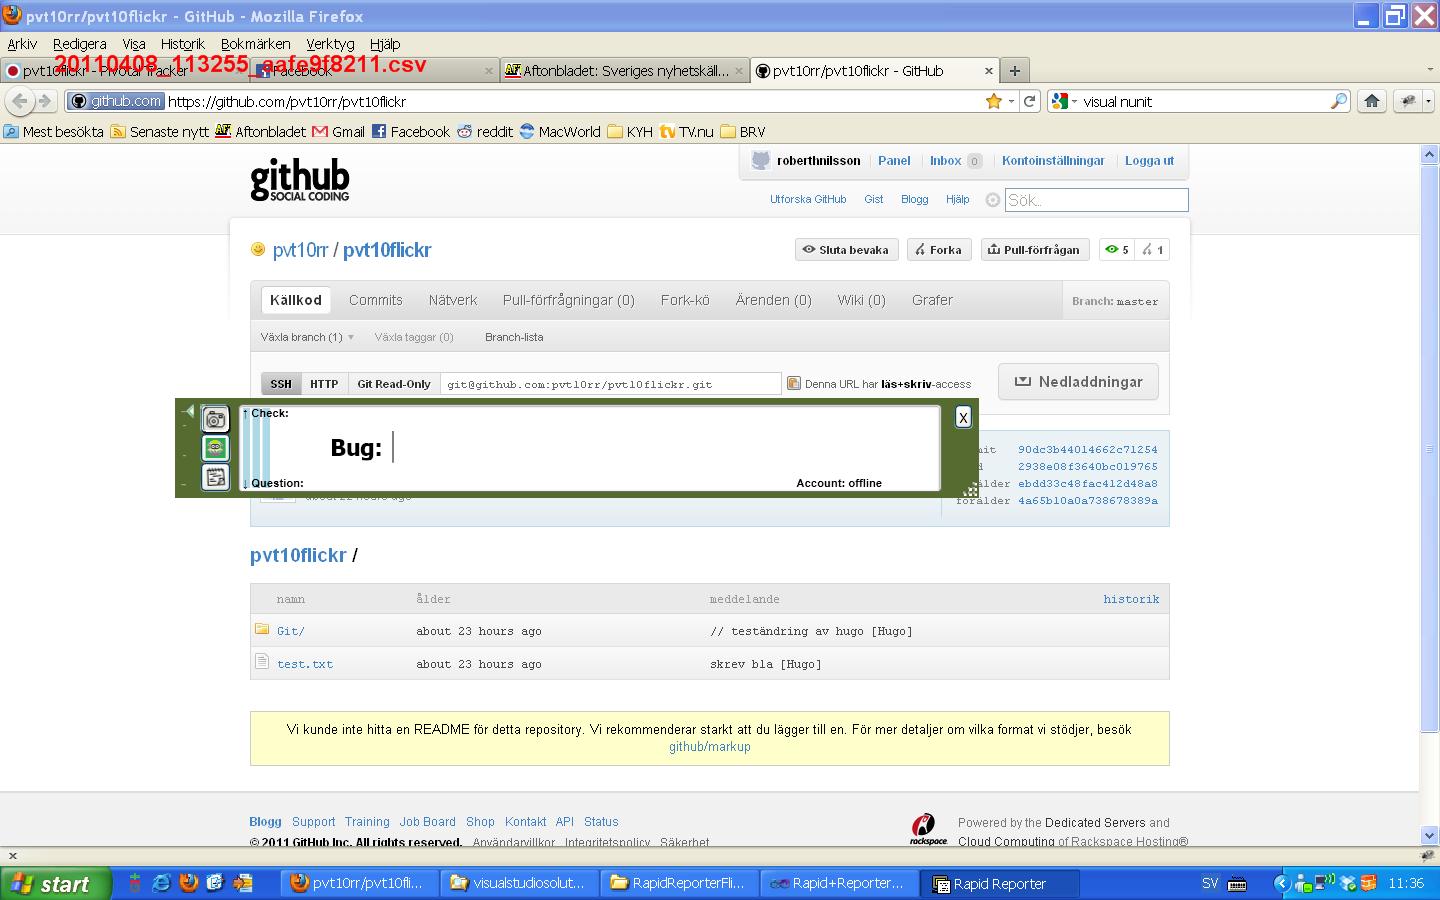 pvt10rr/pvt10flickr - GitHub - Mozilla Firefox
Arkiv Redigera Visa Historik Bokmärken Verktyg Hjälp
20110408_113255_aafe9f8211.csv
pvt10flickr - Pivotal Tracker Facebook Aftonbladet: Sveriges nyhetskäll... pvt10rr/pvt10flickr - GitHub
github.com https://github.com/pvt10rr/pvt10flickr visual nunit
Mest besökta Senaste nytt Aftonbladet Gmail Facebook reddit MacWorld KYH TV.nu BRV
github
SOCIAL CODING
roberthnilsson Panel Inbox 0 Kontoinställningar Logga ut
Utforska GitHub Gist Blogg Hjälp Sök...
pvt10rr / pvt10flickr
Sluta bevaka Forka Pull-förfrågan 5 1
Källkod Commits Nätverk Pull-förfrågningar (0) Fork-kö Ärenden (0) Wiki (0) Grafer Branch: master
Växla branch (1) Växla taggar (0) Branch-lista
SSH HTTP Git Read-Only git@github.com:pvt10rr/pvt10flickr.git Denna URL har läs+skriv-access Nedladdningar
↑ Check:
X
Bug:
↓ Question: Account: offline
90dc3b44014662c71254
2938e08f3640bc019765
ebdd33c48fac412d48a8
förälder 4a65b10a0a738678389a
about 22 hours ago
pvt10flickr /
namn ålder meddelande historik
Git/ about 23 hours ago // teständring av hugo [Hugo]
test.txt about 23 hours ago skrev bla [Hugo]
Vi kunde inte hitta en README för detta repository. Vi rekommenderar starkt att du lägger till en. För mer detaljer om vilka format vi stödjer, besök
github/markup
Blogg Support Training Job Board Shop Kontakt API Status
© 2011 GitHub Inc. All rights reserved. Användarvillkor Integritetspolicy Säkerhet
rackspace
Powered by the Dedicated Servers and
Cloud Computing of Rackspace Hosting®
start pvt10rr/pvt10fli... visualstudiosolut... RapidReporterFli... Rapid+Reporter... Rapid Reporter SV 11:36